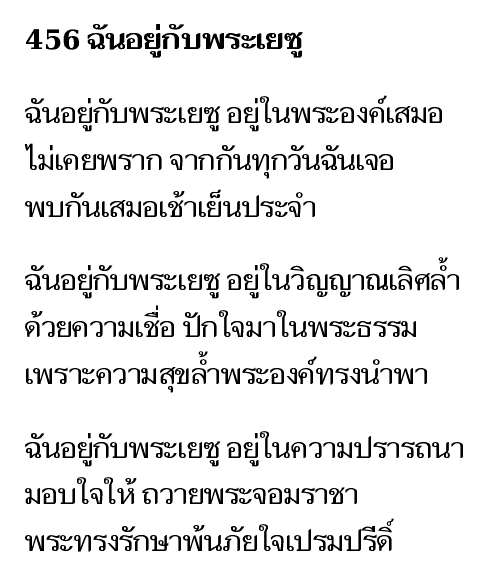 456 ฉันอยู่กับพระเยซู
ฉันอยู่กับพระเยซู อยู่ในพระองค์เสมอ
ไม่เคยพราก จากกันทุกวันฉันเจอ
พบกันเสมอเช้าเย็นประจำ
ฉันอยู่กับพระเยซู อยู่ในวิญญาณเลิศล้ำ
ด้วยความเชื่อ ปักใจมาในพระธรรม
เพราะความสุขล้ำพระองค์ทรงนำพา
ฉันอยู่กับพระเยซู อยู่ในความปรารถนา
มอบใจให้ ถวายพระจอมราชา
พระทรงรักษาพ้นภัยใจเปรมปรีดิ์